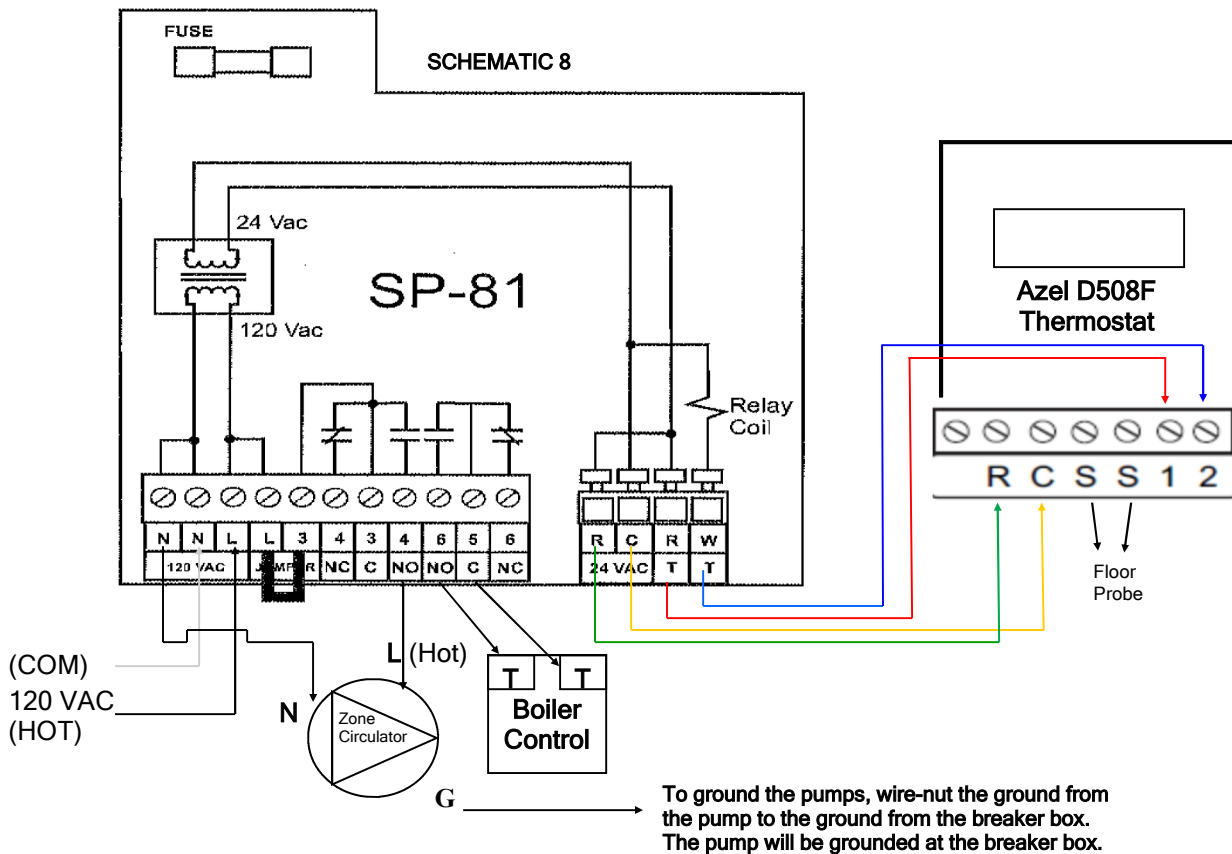 FUSE
SCHEMATIC 8
24 Vac
SP-81
120 Vac
Relay
Coil
Azel D508F
Thermostat
R C S S 1 2
N N L L 3 4 3 4 6 5 6
120 VAC JUMPER NC C NO NO C NC
R C R W
24 VAC T T
Floor
Probe
(COM)
120 VAC
(HOT)
L (Hot)
N
Zone
Circulator
T T
Boiler
Control
G
To ground the pumps, wire-nut the ground from
the pump to the ground from the breaker box.
The pump will be grounded at the breaker box.